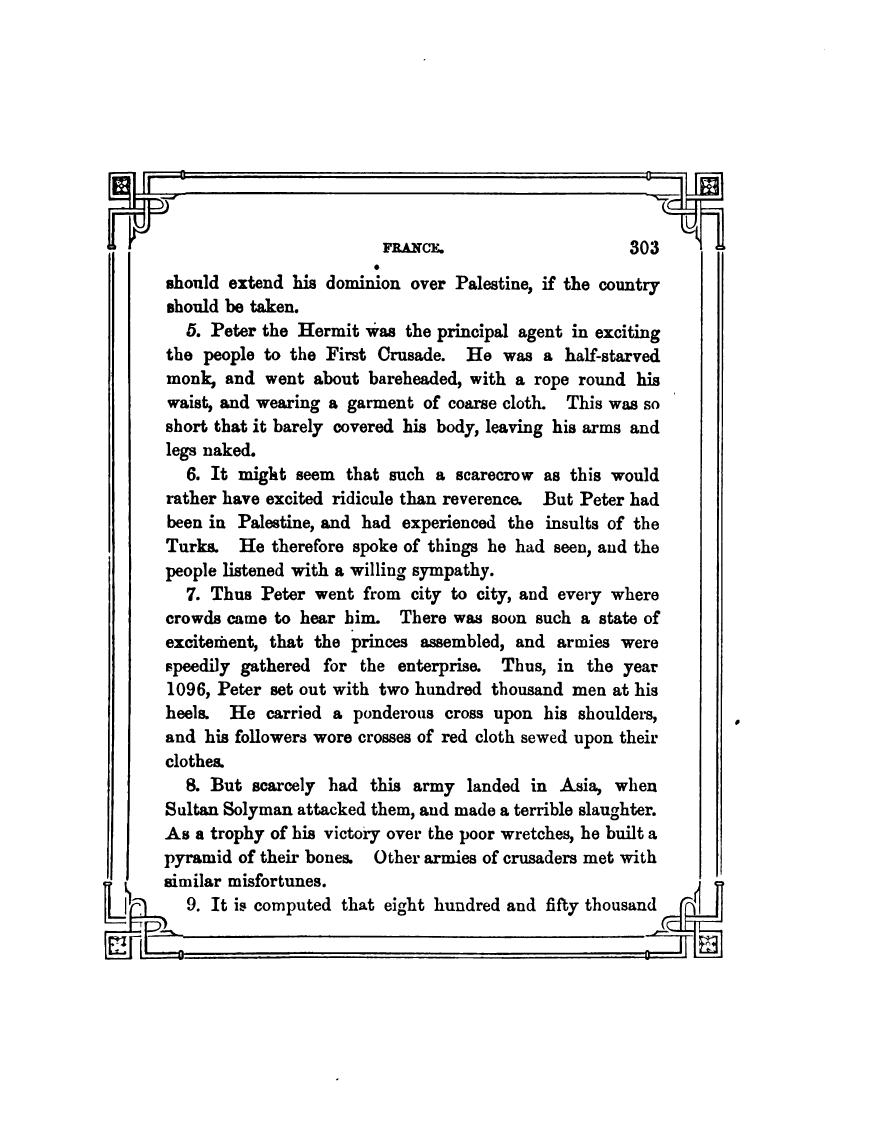 FRANCE. 303
should extend his dominion over Palestine, if the country
should be taken.
5. Peter the Hermit was the principal agent in exciting
the people to the First Crusade. He was a half-starved
monk, and went about bareheaded, with a rope round his
waist, and wearing a garment of coarse cloth. This was so
short that it barely covered his body, leaving his arms and
legs naked.
6. It might seem that such a scarecrow as this would
rather have excited ridicule than reverence. But Peter had
been in Palestine, and had experienced the insults of the
Turks. He therefore spoke of things he had seen, and the
people listened with a willing sympathy.
7. Thus Peter went from city to city, and every where
crowds came to hear him. There was soon such a state of
excitement, that the princes assembled, and armies were
speedily gathered for the enterprise. Thus, in the year
1096, Peter set out with two hundred thousand men at his
heels. He carried a ponderous cross upon his shoulders,
and his followers wore crosses of red cloth sewed upon their
clothes.
8. But scarcely had this army landed in Asia, when
Sultan Solyman attacked them, and made a terrible slaughter.
As a trophy of his victory over the poor wretches, he built a
pyramid of their bones. Other armies of crusaders met with
similar misfortunes.
9. It is computed that eight hundred and fifty thousand